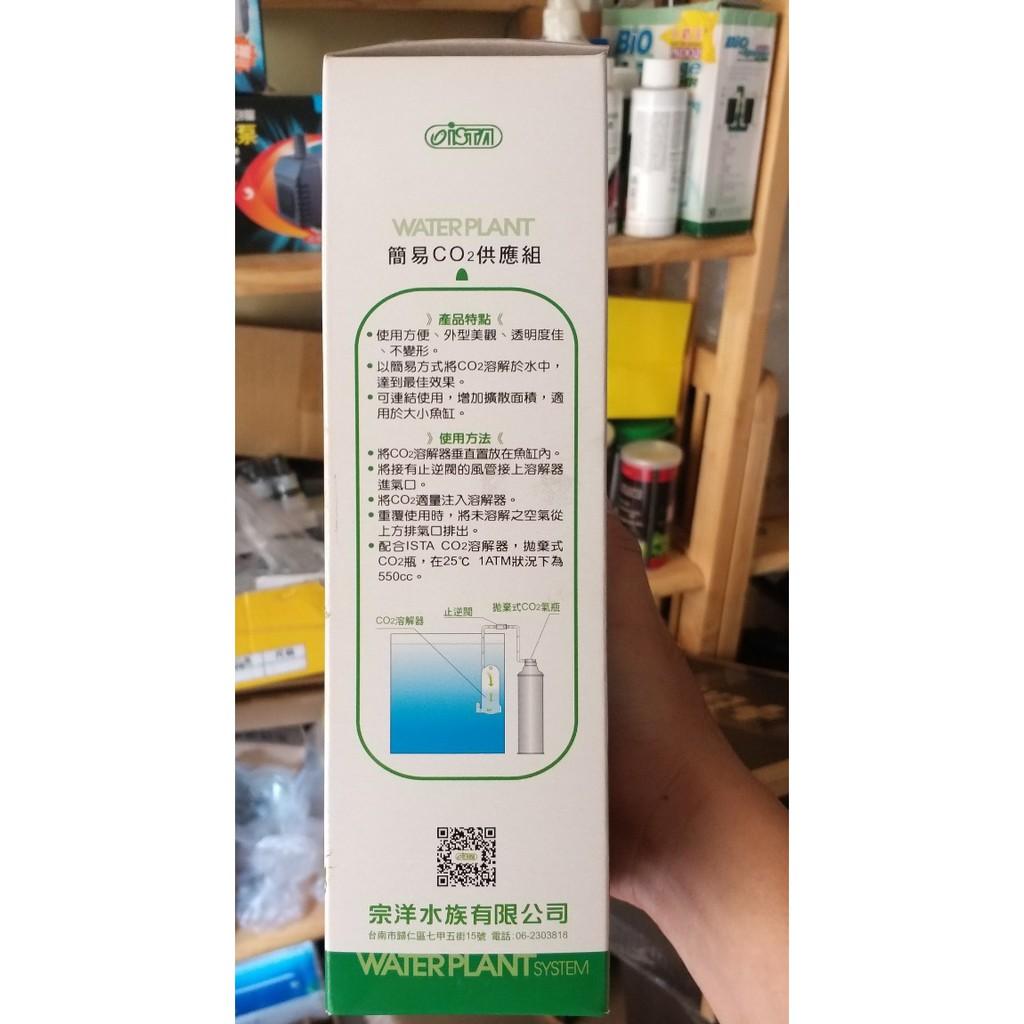 ISTA
WATER PLANT
簡易CO2供應組
》產品特點《
• 使用方便、外型美觀、透明度佳
、不變形。
• 以簡易方式將CO2溶解於水中，
達到最佳效果。
• 可連結使用，增加擴散面積，適
用於大小魚缸。
》使用方法《
• 將CO2溶解器垂直置放在魚缸內。
• 將接有止逆閥的風管接上溶解器
進氣口。
• 將CO2適量注入溶解器。
• 重覆使用時，將未溶解之空氣從
上方排氣口排出。
• 配合ISTA CO2溶解器，拋棄式
CO2瓶，在25℃ 1ATM狀況下為
550cc。
CO2溶解器
止逆閥
拋棄式CO2氣瓶
宗洋水族有限公司
台南市歸仁區七甲五街15號 電話:06-2303818
WATER PLANT SYSTEM
BiO
BiO
泵